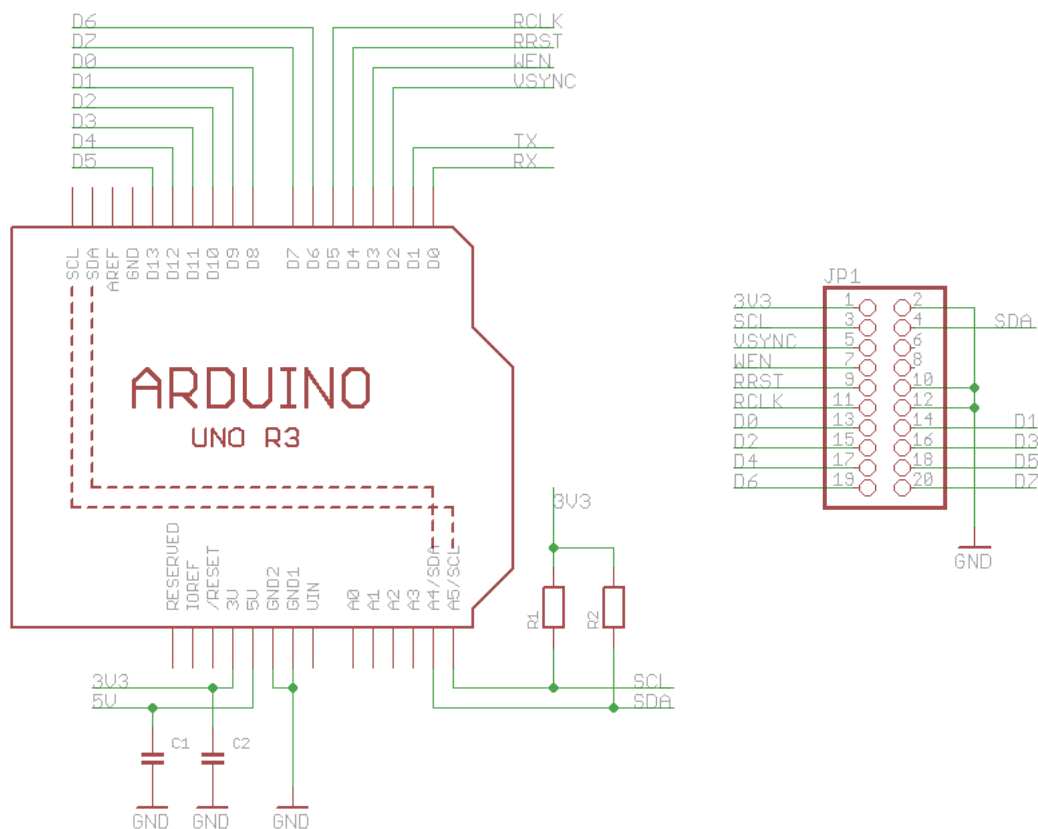 D6
RCLK
D7
RRST
D0
WEN
D1
VSYNC
D2
D3
D4
TX
D5
RX
SCL
SDA
AREF
GND
D13
D12
D11
D10
D9
D8
D7
D6
D5
D4
D3
D2
D1
D0
ARDUINO
UNO R3
RESERVED
IOREF
/RESET
3V
5V
GND2
GND1
VIN
A0
A1
A2
A3
A4/SDA
A5/SCL
3V3
R1
R2
3V3
SCL
5V
SDA
C1
C2
GND
GND
GND
JP1
3V3 1 2
SCL 3 4 SDA
VSYNC 5 6
WEN 7 8
RRST 9 10
RCLK 11 12
D0 13 14 D1
D2 15 16 D3
D4 17 18 D5
D6 19 20 D7
GND